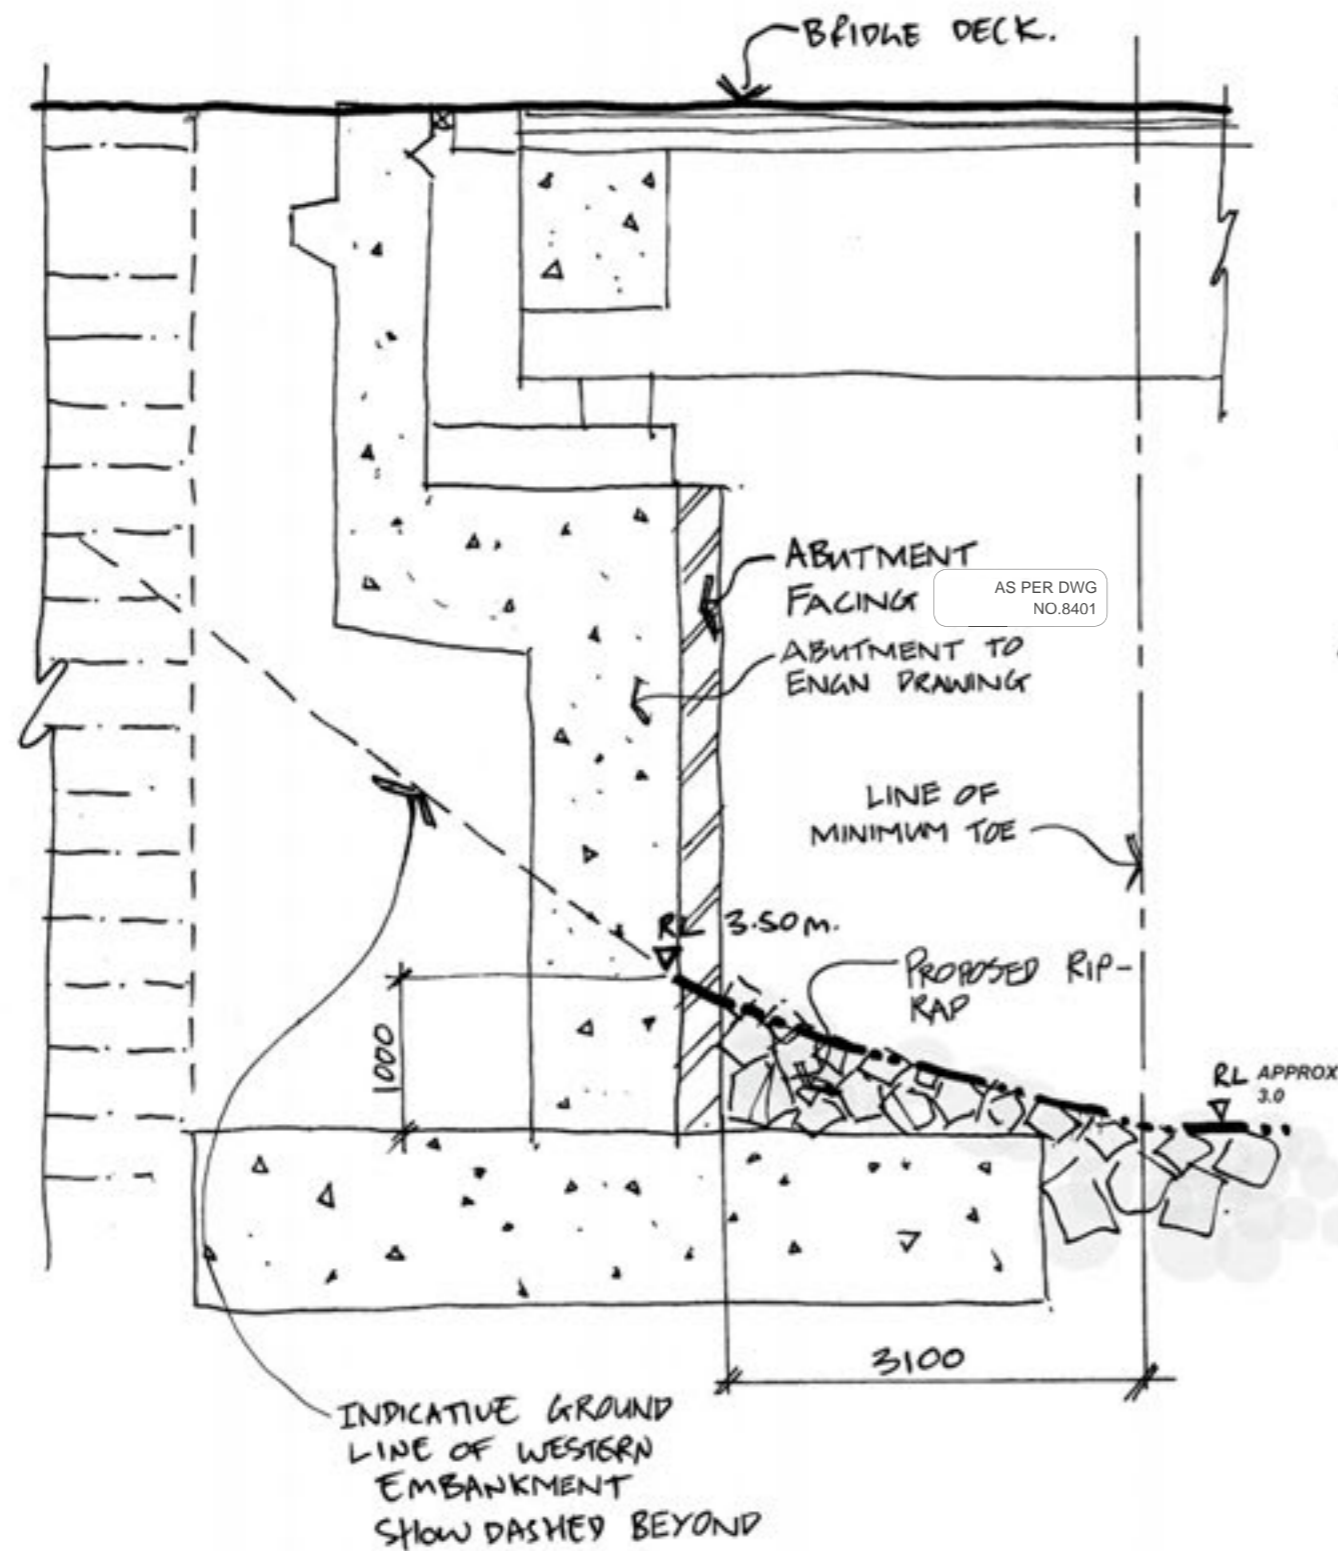 BRIDGE DECK.
ABUTMENT
FACING
AS PER DWG
NO.8401
ABUTMENT TO
ENGN DRAWING
LINE OF
MINIMUM TOE
RL 3.50m.
PROPOSED RIP-
RAP
1000
RL APPROX
3.0
3100
INDICATIVE GROUND
LINE OF WESTERN
EMBANKMENT
SHOW DASHED BEYOND